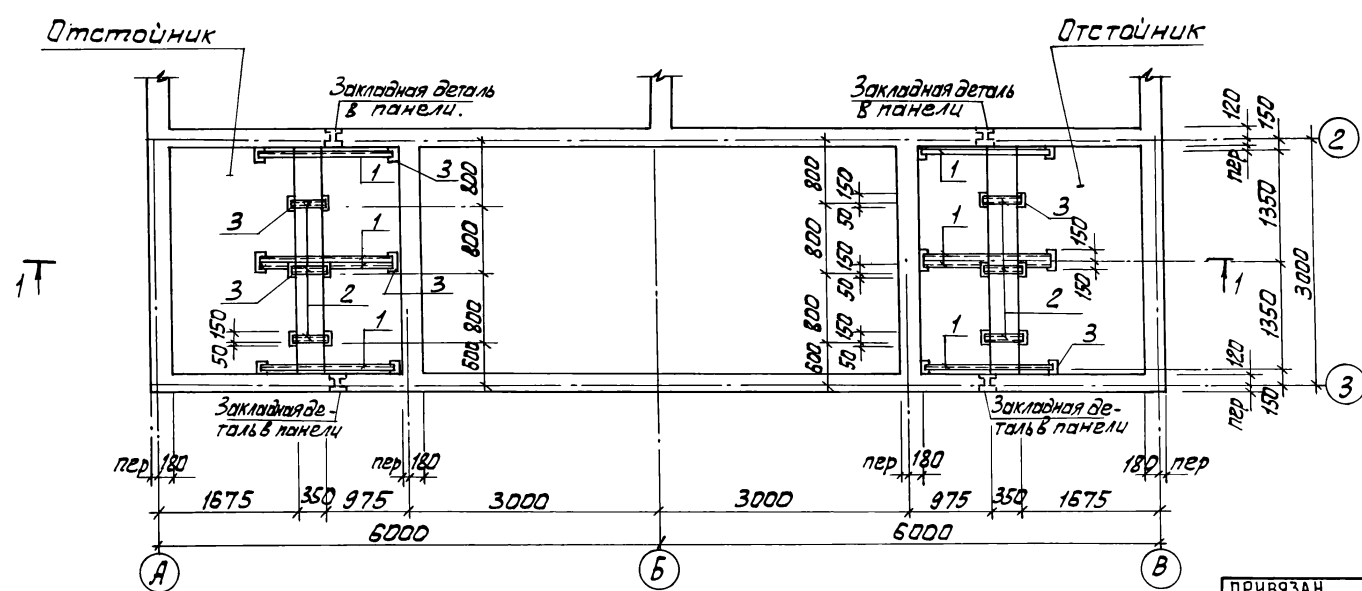 Отстойник
Отстойник
Закладная деталь
в панели.
Закладная деталь
в панели
120
150
2
пер
3
1
800
3
1
800
3
3
2
800
150
50
1
600
1
800
150
50
800
150
50
800
150
50
600
1
3
1
150
150
2
1
3
1
1350
3000
1350
120
пер
150
3
Закладная де-
таль в панели
Закладная де-
таль в панели
пер 180
пер 180
пер 180
180 пер
1675
350
975
3000
3000
975
350
1675
6000
6000
А
Б
В
ПРИВЯЗАН